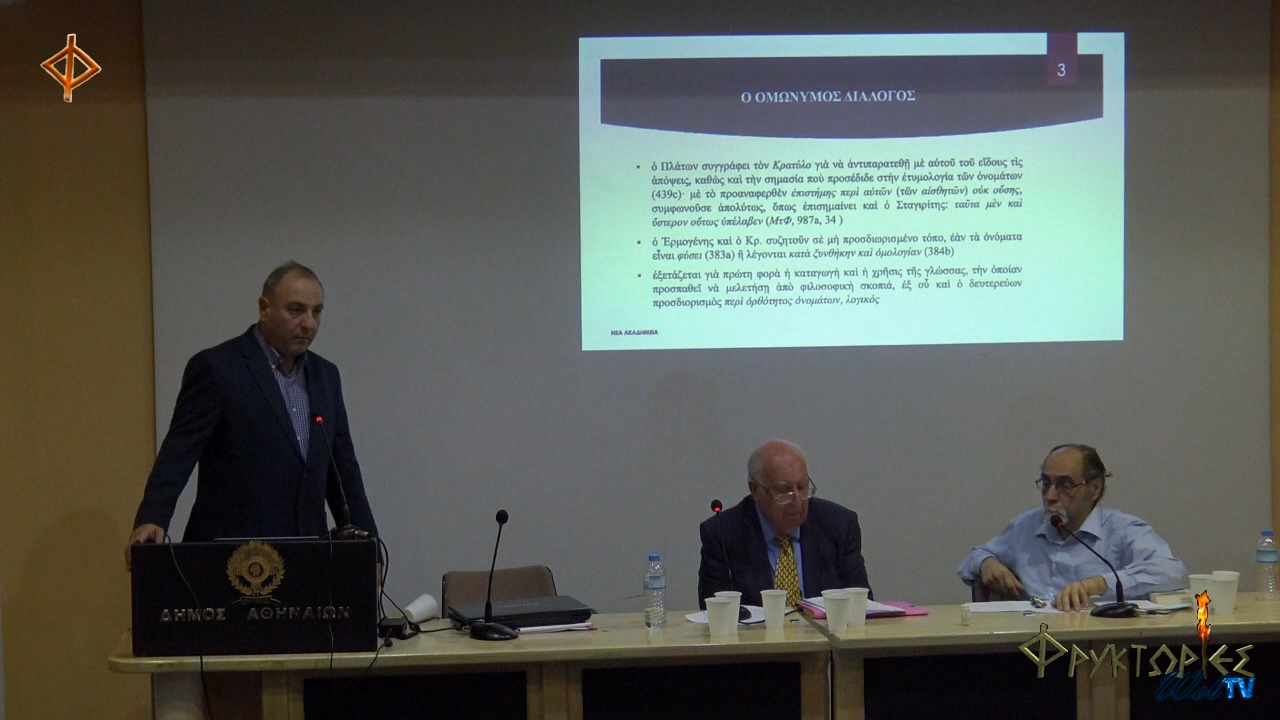 3
Ο ΟΜΩΝΥΜΟΣ ΔΙΑΛΟΓΟΣ
• ὁ Πλάτων συγγράφει τὸν Κρατύλο γιὰ νὰ ἀντιπαρατεθῇ μὲ αὐτοῦ τοῦ εἴδους τὶς
ἀπόψεις, καθὼς καὶ τὴν σημασία ποὺ προσέδιδε στὴν ἐτυμολογία τῶν ὀνομάτων
(439c)· μὲ τὸ προαναφερθὲν ἐπιστήμης περὶ αὐτῶν (τῶν αἰσθητῶν) οὐκ οὔσης,
συμφωνοῦσε ἀπολύτως, ὅπως ἐπισημαίνει καὶ ὁ Σταγιρίτης: ταῦτα μὲν καὶ
ὕστερον οὕτως ὑπέλαβεν (ΜτΦ, 987a, 34 )
• ὁ Ἑρμογένης καὶ ὁ Κρ. συζητοῦν σὲ μὴ προσδιωρισμένο τόπο, ἐὰν τὰ ὀνόματα
εἶναι φύσει (383a) ἢ λέγονται κατὰ ξυνθήκην καὶ ὁμολογίαν (384b)
• ἐξετάζεται γιὰ πρώτη φορὰ ἡ καταγωγὴ καὶ ἡ χρῆσις τῆς γλώσσας, τὴν ὁποίαν
προσπαθεῖ νὰ μελετήσῃ ἀπὸ φιλοσοφικὴ σκοπιά, ἐξ οὗ καὶ ὁ δευτερεύων
προσδιορισμὸς περὶ ὀρθότητος ὀνομάτων, λογικός
ΝΕΑ ΑΚΑΔΗΜΕΙΑ
ΔΗΜΟΣ ΑΘΗΝΑΙΩΝ
ΦΡΥΚΤΩΡΙΕΣ
Web TV